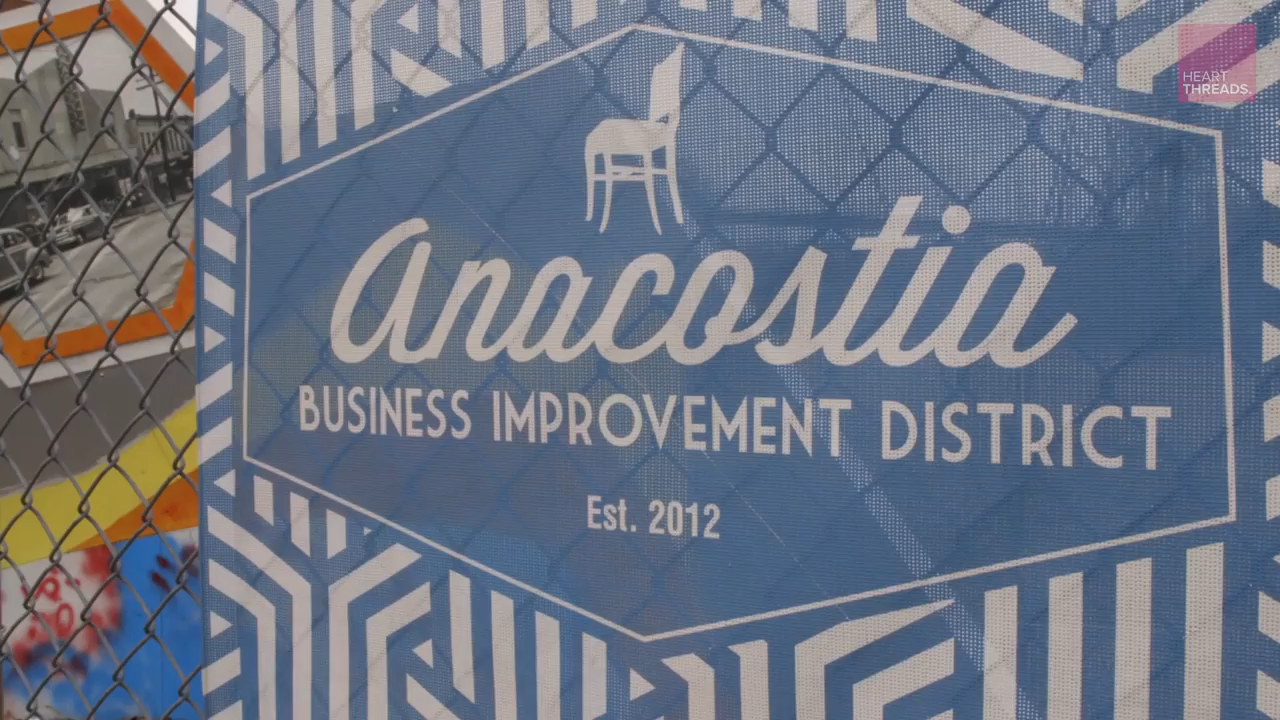 HEART
THREADS.
Anacostia
BUSINESS IMPROVEMENT DISTRICT
Est. 2012